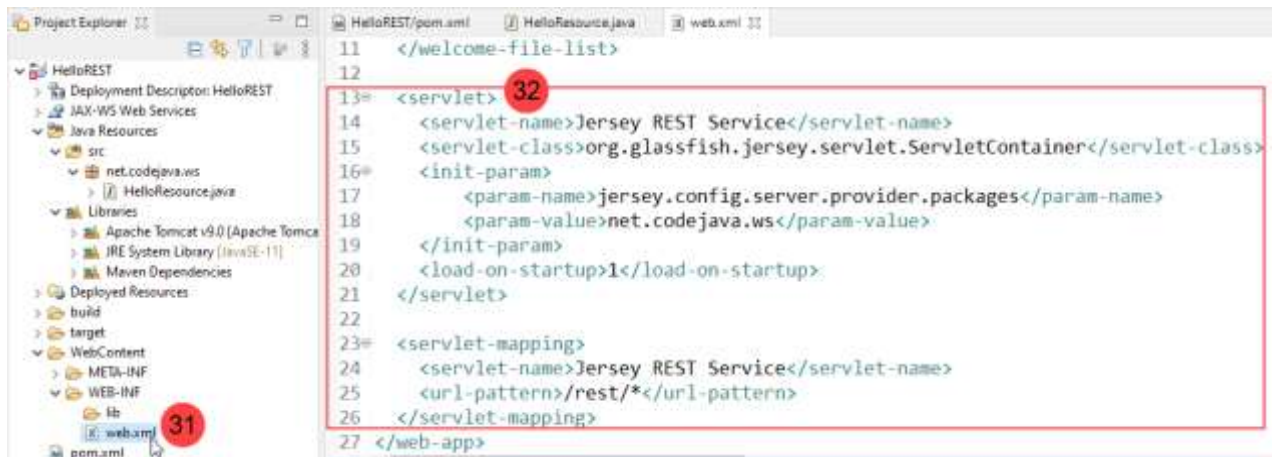 Project Explorer
HelloREST
Deployment Descriptor: HelloREST
JAX-WS Web Services
Java Resources
src
net.codejava.ws
HelloResource.java
Libraries
Apache Tomcat v9.0 [Apache Tomca
JRE System Library [JavaSE-11]
Maven Dependencies
Deployed Resources
build
target
WebContent
META-INF
WEB-INF
lib
web.xml
31
pom.xml
HelloREST/pom.xml HelloResource.java web.xml
11 </welcome-file-list>
12
32
13 <servlet>
14 <servlet-name>Jersey REST Service</servlet-name>
15 <servlet-class>org.glassfish.jersey.servlet.ServletContainer</servlet-class>
16 <init-param>
17 <param-name>jersey.config.server.provider.packages</param-name>
18 <param-value>net.codejava.ws</param-value>
19 </init-param>
20 <load-on-startup>1</load-on-startup>
21 </servlet>
22
23 <servlet-mapping>
24 <servlet-name>Jersey REST Service</servlet-name>
25 <url-pattern>/rest/*</url-pattern>
26 </servlet-mapping>
27 </web-app>